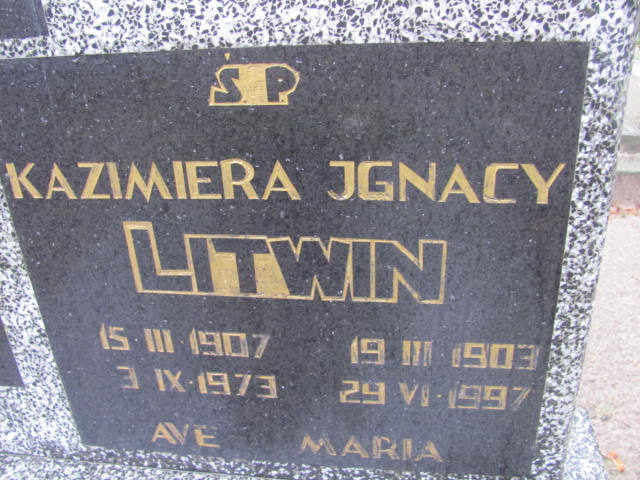 ŚP
KAZIMIERA JGNACY
LITWIN
15 III 1907 19 III 1903
3 IX·1973 29 VI·1997
AVE MARIA